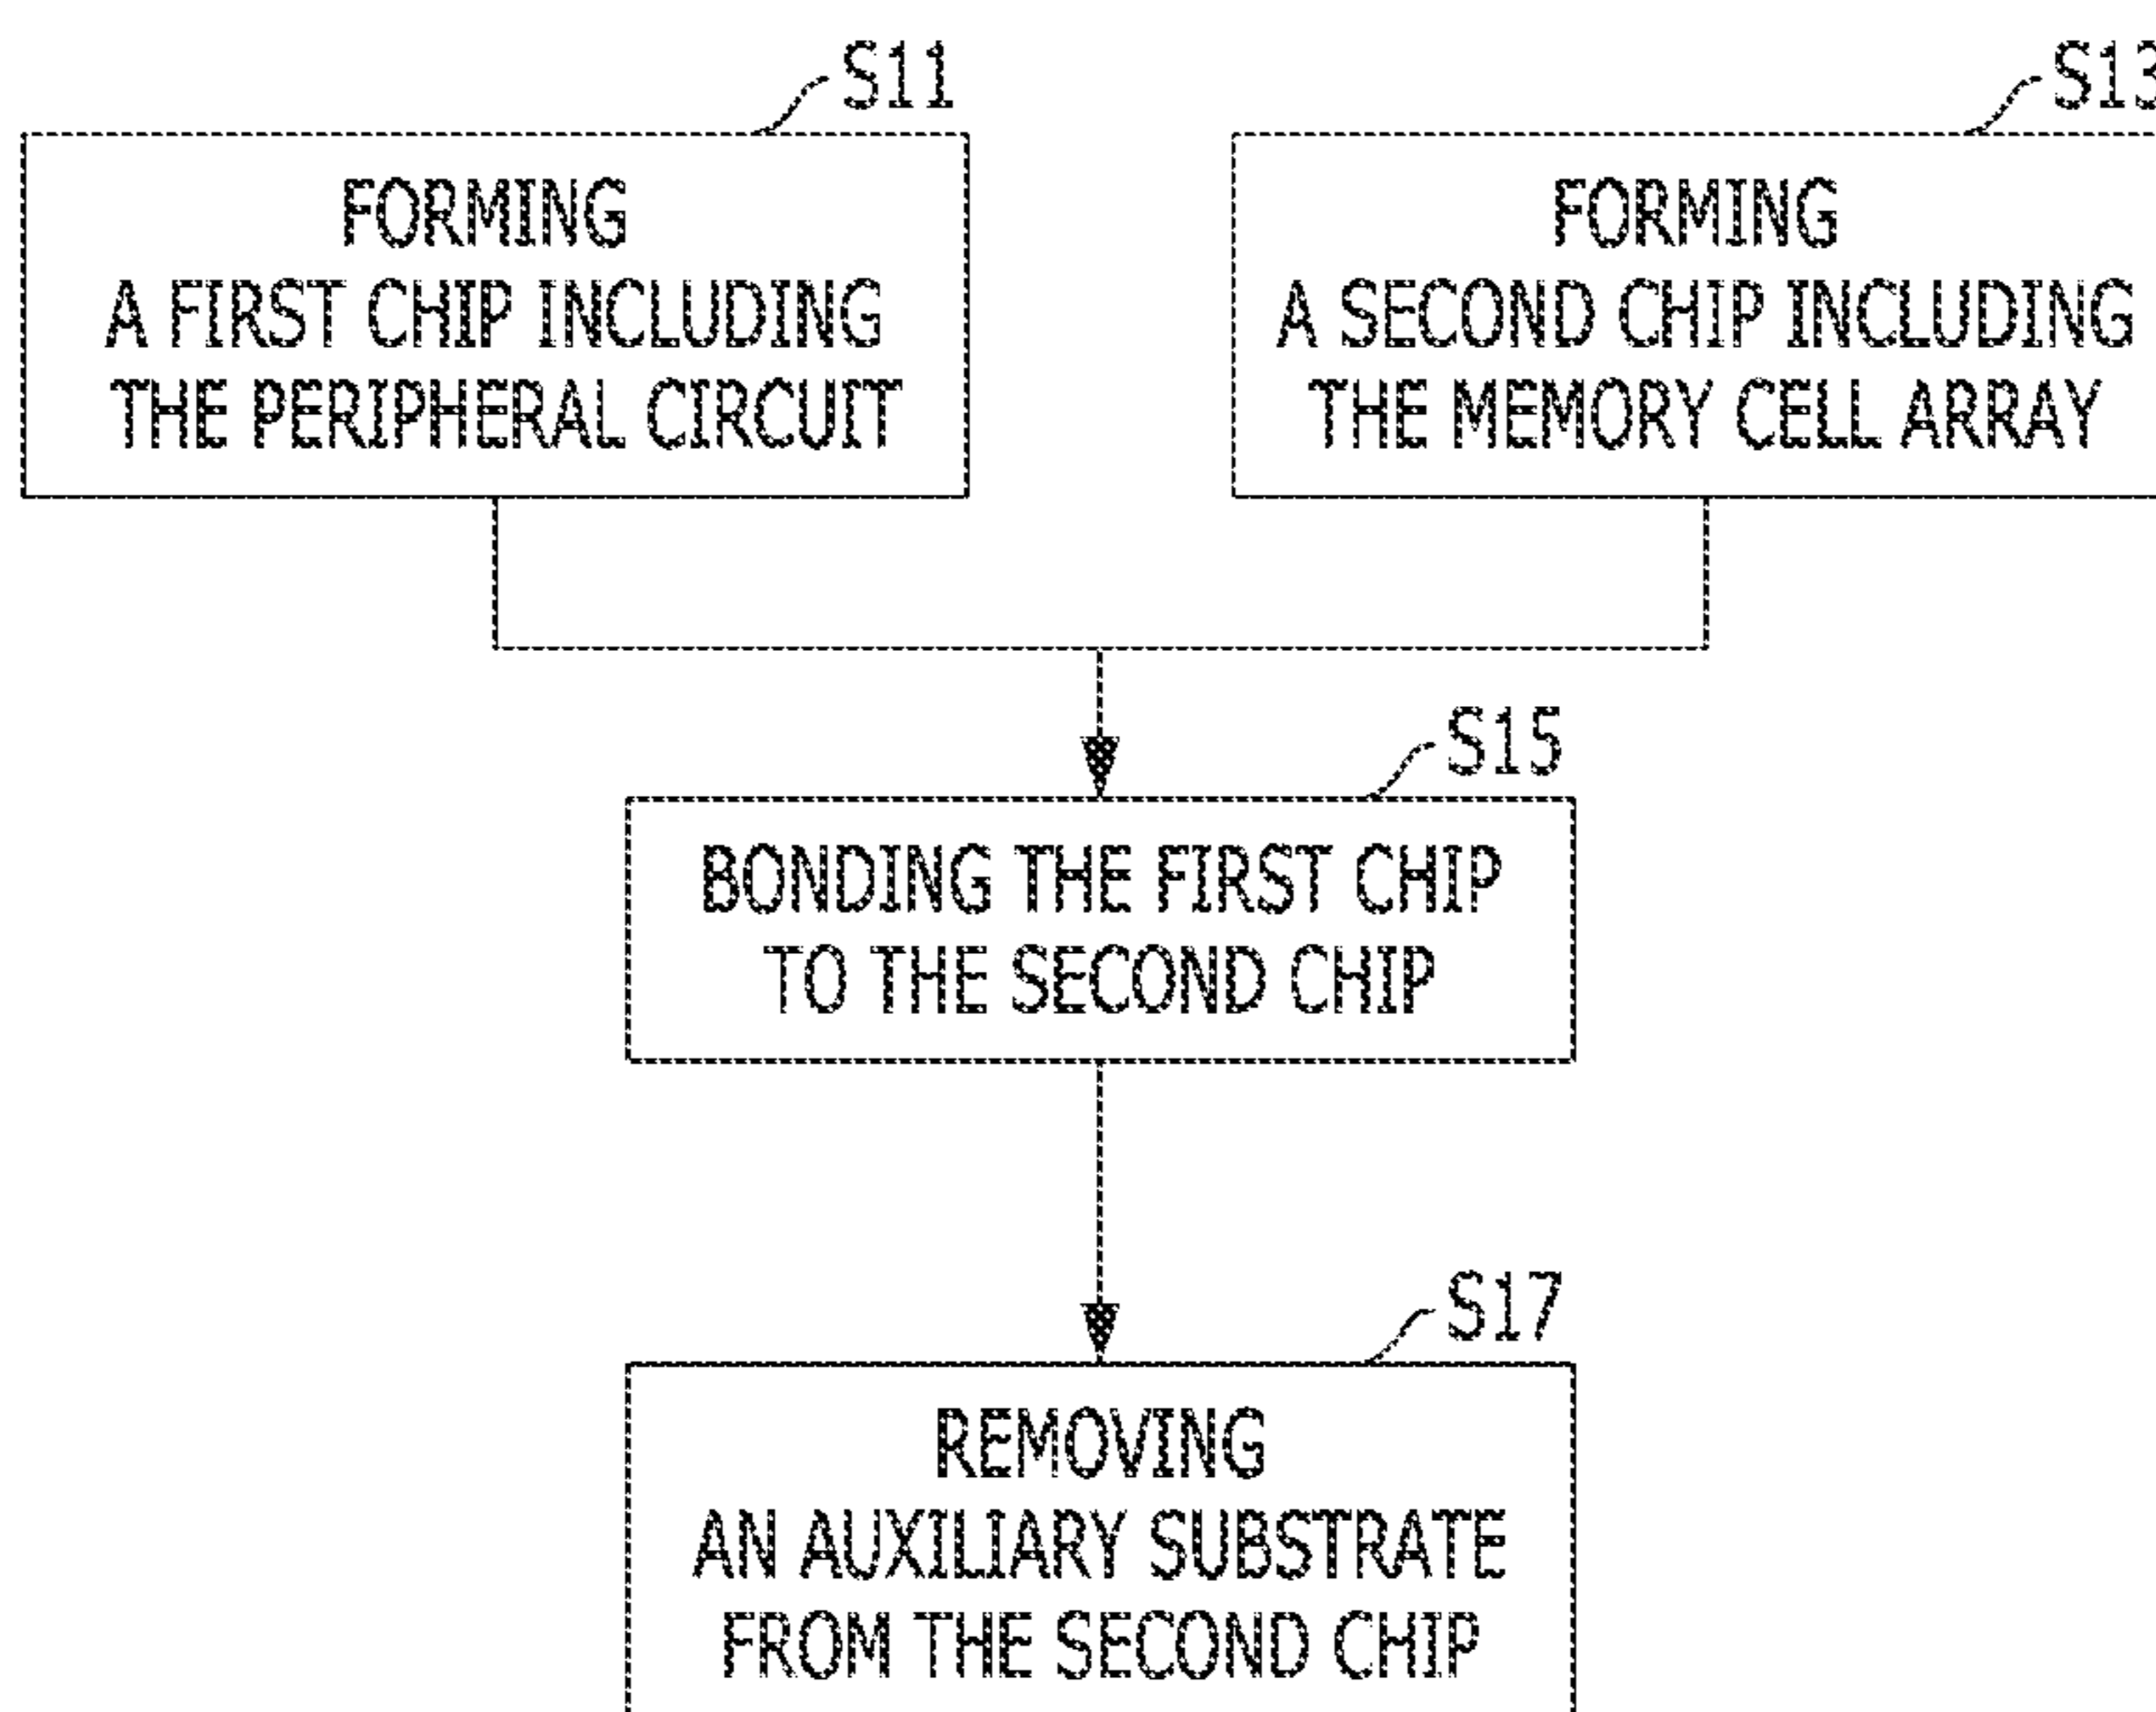 S11
FORMING
A FIRST CHIP INCLUDING
THE PERIPHERAL CIRCUIT
S13
FORMING
A SECOND CHIP INCLUDING
THE MEMORY CELL ARRAY
S15
BONDING THE FIRST CHIP
TO THE SECOND CHIP
S17
REMOVING
AN AUXILIARY SUBSTRATE
FROM THE SECOND CHIP